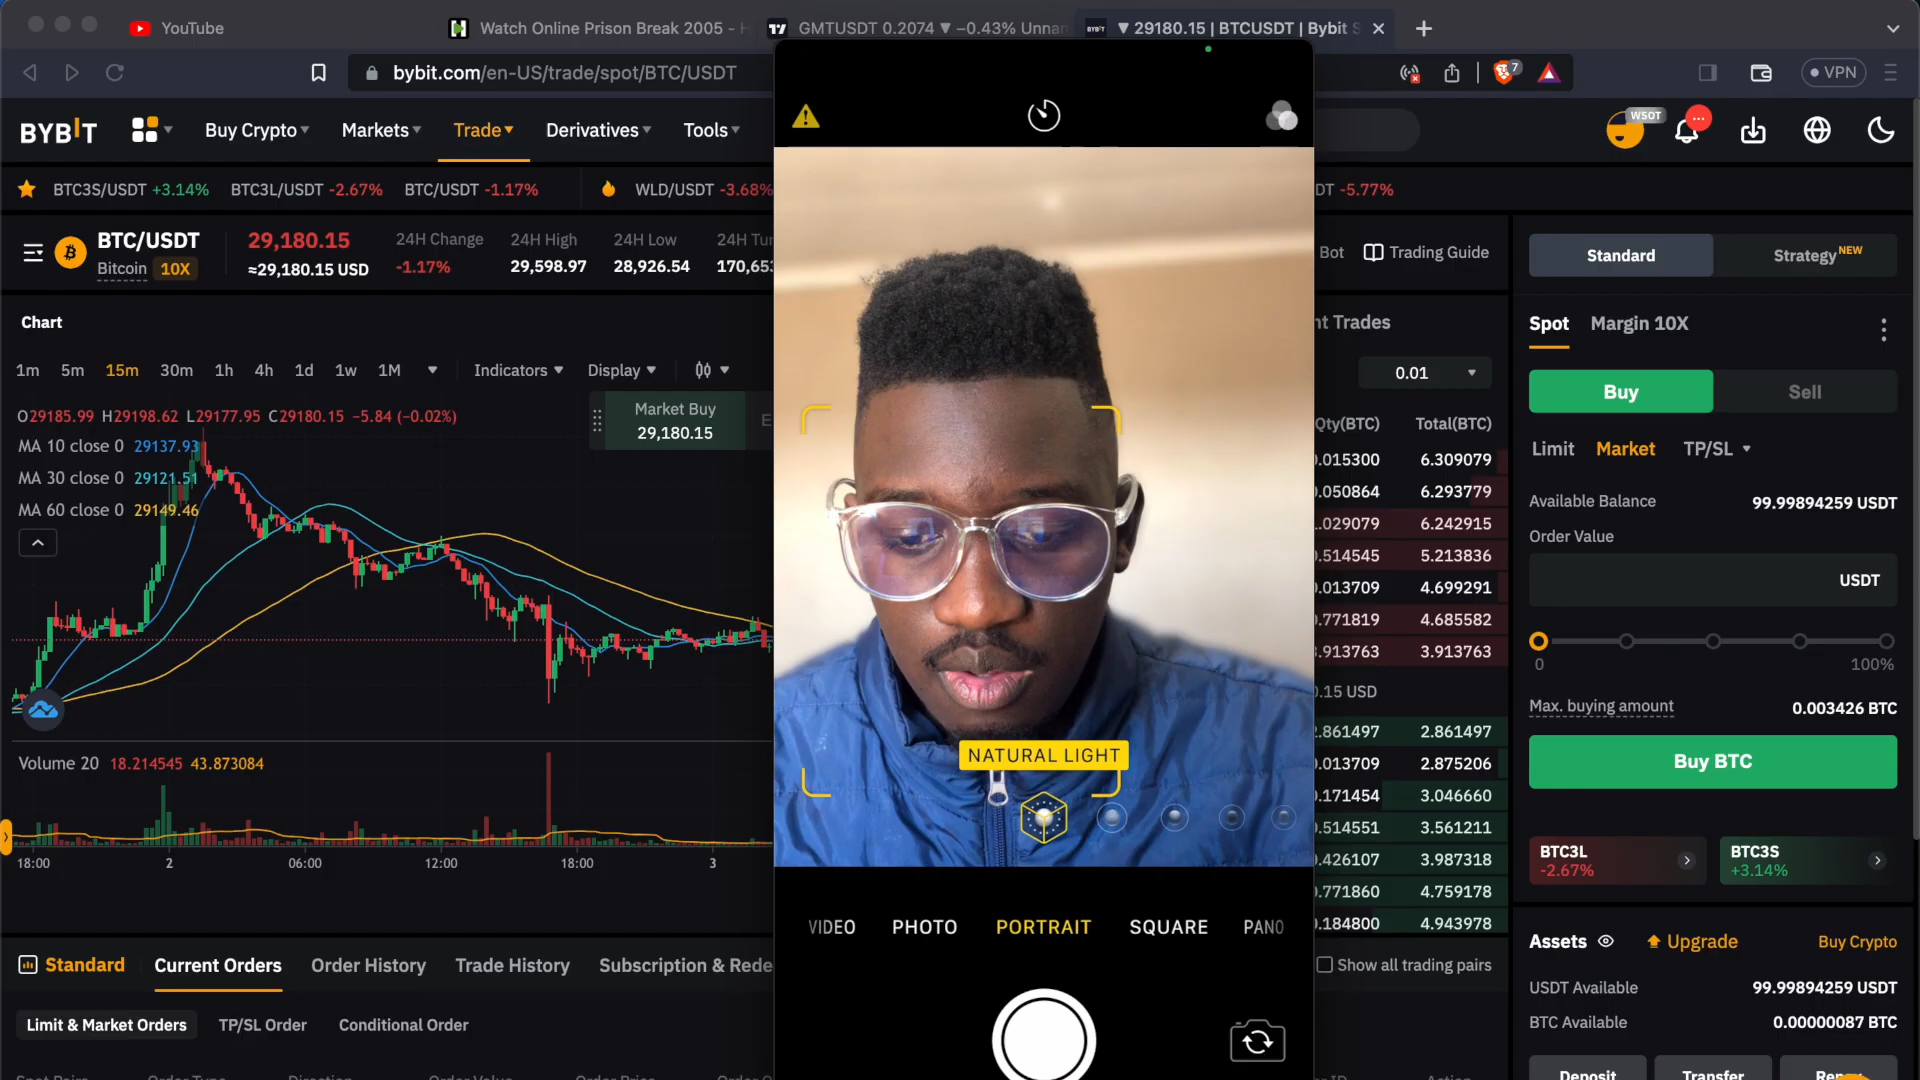 YouTube
Watch Online Prison Break 2005 -
GMTUSDT 0.2074 ▼ −0.43% Unnan
▼ 29180.15 | BTCUSDT | Bybit S
bybit.com/en-US/trade/spot/BTC/USDT
7
VPN
BYBIT
Buy Crypto
Markets
Trade
Derivatives
Tools
WSOT
BTC3S/USDT +3.14%
BTC3L/USDT -2.67%
BTC/USDT -1.17%
WLD/USDT -3.68%
DT -5.77%
BTC/USDT
Bitcoin 10X
29,180.15
≈29,180.15 USD
24H Change
-1.17%
24H High
29,598.97
24H Low
28,926.54
24H Tur
170,653
Bot
Trading Guide
Standard
Strategy NEW
Chart
1m 5m 15m 30m 1h 4h 1d 1w 1M
Indicators
Display
O29185.99 H29198.62 L29177.95 C29180.15 −5.84 (−0.02%)
MA 10 close 0 29137.93
MA 30 close 0 29121.51
MA 60 close 0 29149.46
Market Buy
29,180.15
E
Volume 20 18.214545 43.873084
18:00 2 06:00 12:00 18:00 3
NATURAL LIGHT
VIDEO PHOTO PORTRAIT SQUARE PANO
nt Trades
0.01
Qty(BTC) Total(BTC)
.015300 6.309079
.050864 6.293779
.029079 6.242915
.514545 5.213836
.013709 4.699291
.771819 4.685582
.913763 3.913763
.15 USD
.861497 2.861497
.013709 2.875206
.171454 3.046660
.514551 3.561211
.426107 3.987318
.771860 4.759178
.184800 4.943978
Show all trading pairs
Spot
Margin 10X
Buy
Sell
Limit
Market
TP/SL
Available Balance
99.99894259 USDT
Order Value
USDT
0
100%
Max. buying amount
0.003426 BTC
Buy BTC
BTC3L
-2.67%
BTC3S
+3.14%
Assets
Upgrade
Buy Crypto
USDT Available
99.99894259 USDT
BTC Available
0.00000087 BTC
Deposit
Transfer
Standard
Current Orders
Order History
Trade History
Subscription & Rede
Limit & Market Orders
TP/SL Order
Conditional Order